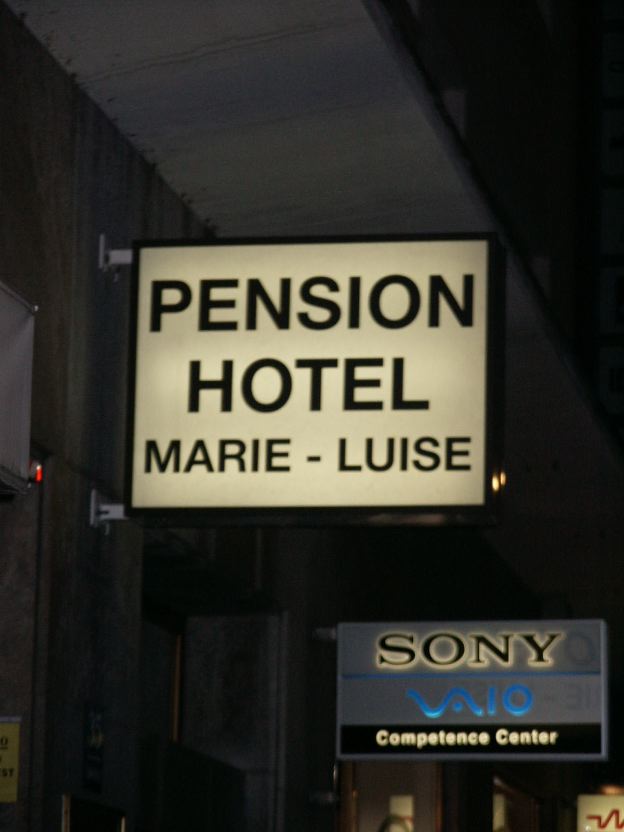 PENSION
HOTEL
MARIE - LUISE
SONY
VAIO
Competence Center